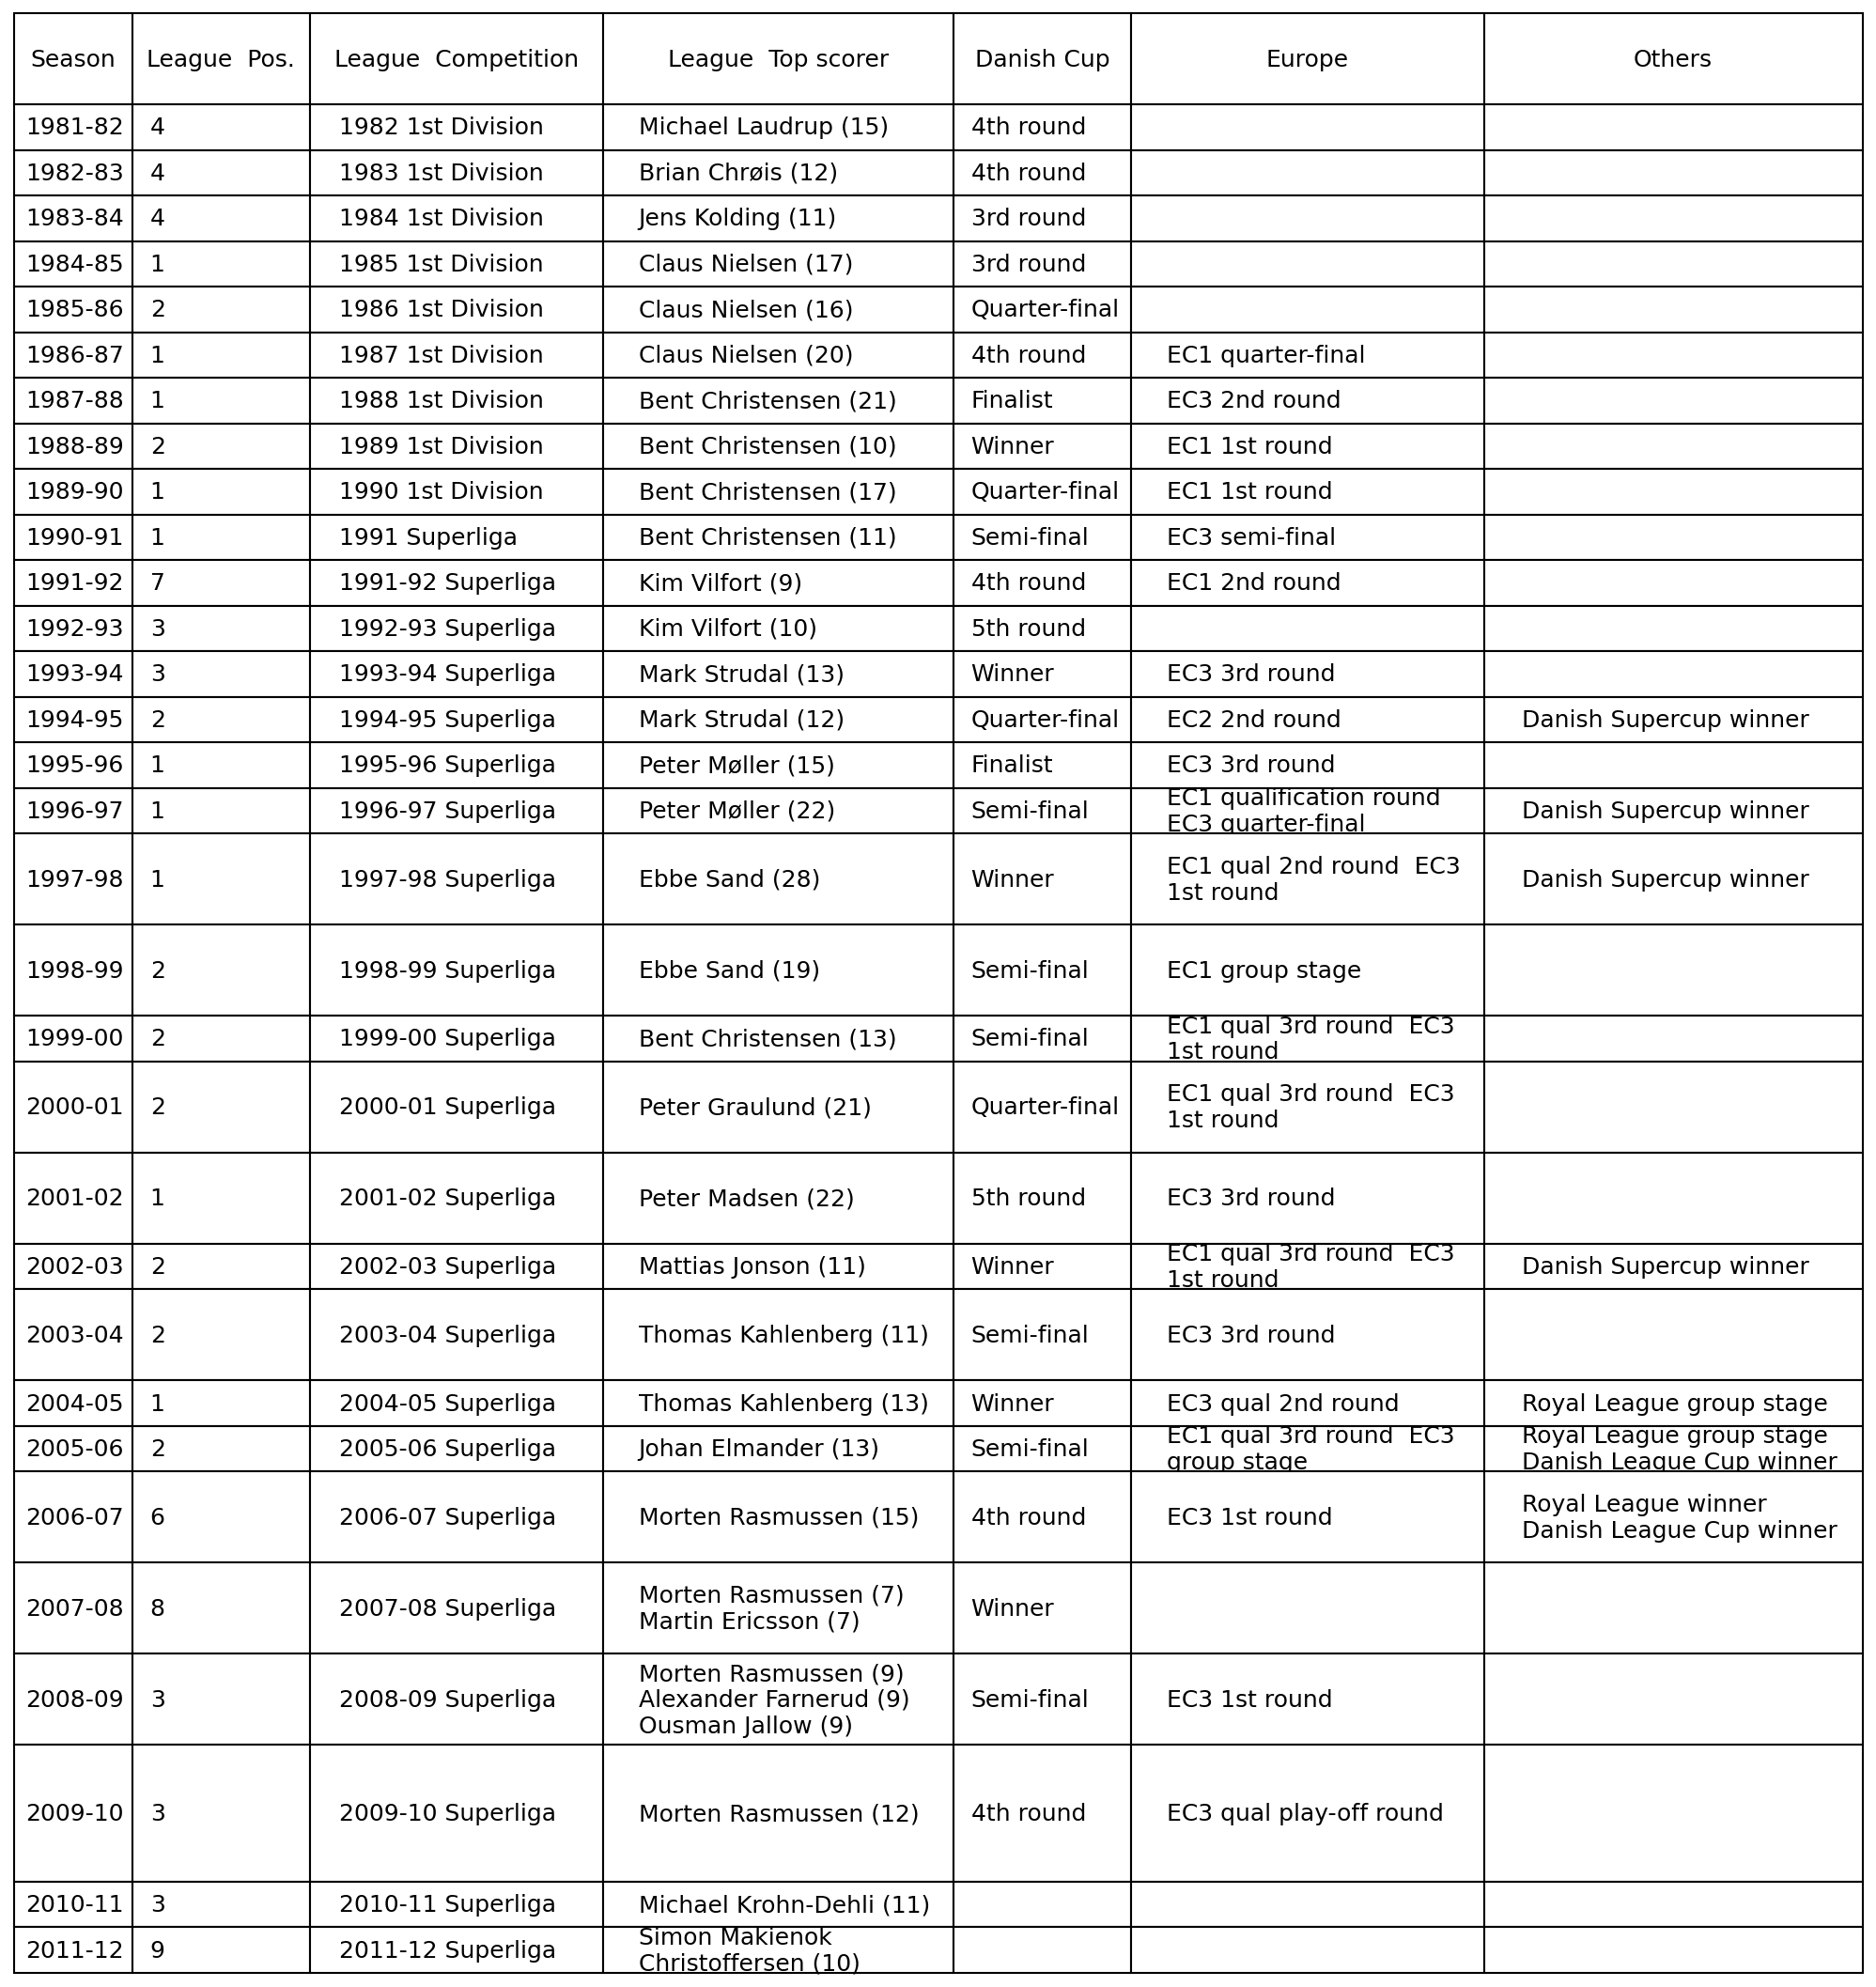 Season League  Pos. League  Competition League  Top scorer Danish Cup Europe Others
1981-82 4 1982 1st Division Michael Laudrup (15) 4th round
1982-83 4 1983 1st Division Brian Chrøis (12) 4th round
1983-84 4 1984 1st Division Jens Kolding (11) 3rd round
1984-85 1 1985 1st Division Claus Nielsen (17) 3rd round
1985-86 2 1986 1st Division Claus Nielsen (16) Quarter-final
1986-87 1 1987 1st Division Claus Nielsen (20) 4th round EC1 quarter-final
1987-88 1 1988 1st Division Bent Christensen (21) Finalist EC3 2nd round
1988-89 2 1989 1st Division Bent Christensen (10) Winner EC1 1st round
1989-90 1 1990 1st Division Bent Christensen (17) Quarter-final EC1 1st round
1990-91 1 1991 Superliga Bent Christensen (11) Semi-final EC3 semi-final
1991-92 7 1991-92 Superliga Kim Vilfort (9) 4th round EC1 2nd round
1992-93 3 1992-93 Superliga Kim Vilfort (10) 5th round
1993-94 3 1993-94 Superliga Mark Strudal (13) Winner EC3 3rd round
1994-95 2 1994-95 Superliga Mark Strudal (12) Quarter-final EC2 2nd round Danish Supercup winner
1995-96 1 1995-96 Superliga Peter Møller (15) Finalist EC3 3rd round
1996-97 1 1996-97 Superliga Peter Møller (22) Semi-final EC1 qualification round
EC3 quarter-final Danish Supercup winner
1997-98 1 1997-98 Superliga Ebbe Sand (28) Winner EC1 qual 2nd round  EC3
1st round Danish Supercup winner
1998-99 2 1998-99 Superliga Ebbe Sand (19) Semi-final EC1 group stage
1999-00 2 1999-00 Superliga Bent Christensen (13) Semi-final EC1 qual 3rd round  EC3
1st round
2000-01 2 2000-01 Superliga Peter Graulund (21) Quarter-final EC1 qual 3rd round  EC3
1st round
2001-02 1 2001-02 Superliga Peter Madsen (22) 5th round EC3 3rd round
2002-03 2 2002-03 Superliga Mattias Jonson (11) Winner EC1 qual 3rd round  EC3
1st round Danish Supercup winner
2003-04 2 2003-04 Superliga Thomas Kahlenberg (11) Semi-final EC3 3rd round
2004-05 1 2004-05 Superliga Thomas Kahlenberg (13) Winner EC3 qual 2nd round Royal League group stage
2005-06 2 2005-06 Superliga Johan Elmander (13) Semi-final EC1 qual 3rd round  EC3
group stage Royal League group stage
Danish League Cup winner
2006-07 6 2006-07 Superliga Morten Rasmussen (15) 4th round EC3 1st round Royal League winner
Danish League Cup winner
2007-08 8 2007-08 Superliga Morten Rasmussen (7)
Martin Ericsson (7) Winner
2008-09 3 2008-09 Superliga Morten Rasmussen (9)
Alexander Farnerud (9)
Ousman Jallow (9) Semi-final EC3 1st round
2009-10 3 2009-10 Superliga Morten Rasmussen (12) 4th round EC3 qual play-off round
2010-11 3 2010-11 Superliga Michael Krohn-Dehli (11)
2011-12 9 2011-12 Superliga Simon Makienok
Christoffersen (10)